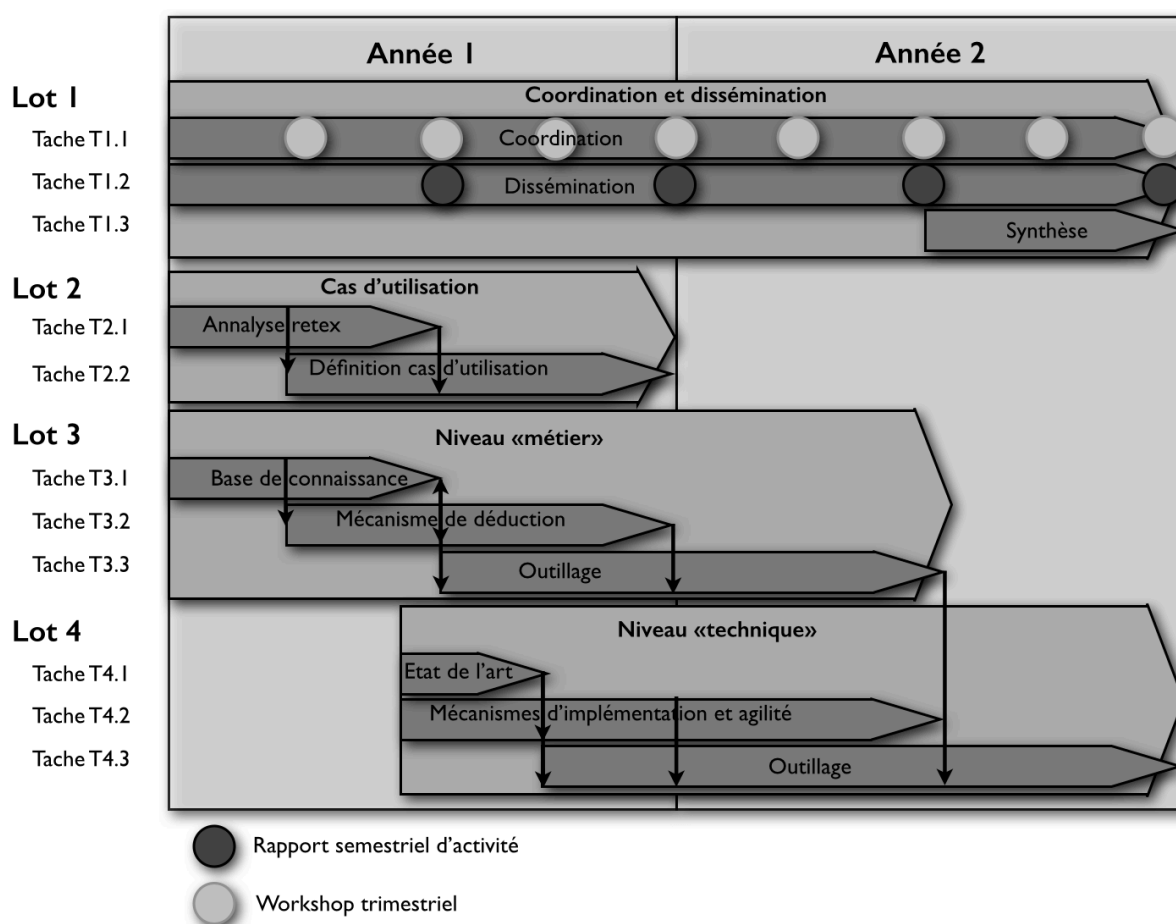 Année 1
Année 2
Lot 1
Coordination et dissémination
Tache T1.1
Coordination
Tache T1.2
Dissémination
Tache T1.3
Synthèse
Lot 2
Cas d'utilisation
Tache T2.1
Annalyse retex
Tache T2.2
Définition cas d'utilisation
Lot 3
Niveau «métier»
Tache T3.1
Base de connaissance
Tache T3.2
Mécanisme de déduction
Tache T3.3
Outillage
Lot 4
Niveau «technique»
Tache T4.1
Etat de l'art
Tache T4.2
Mécanismes d'implémentation et agilité
Tache T4.3
Outillage
Rapport semestriel d'activité
Workshop trimestriel